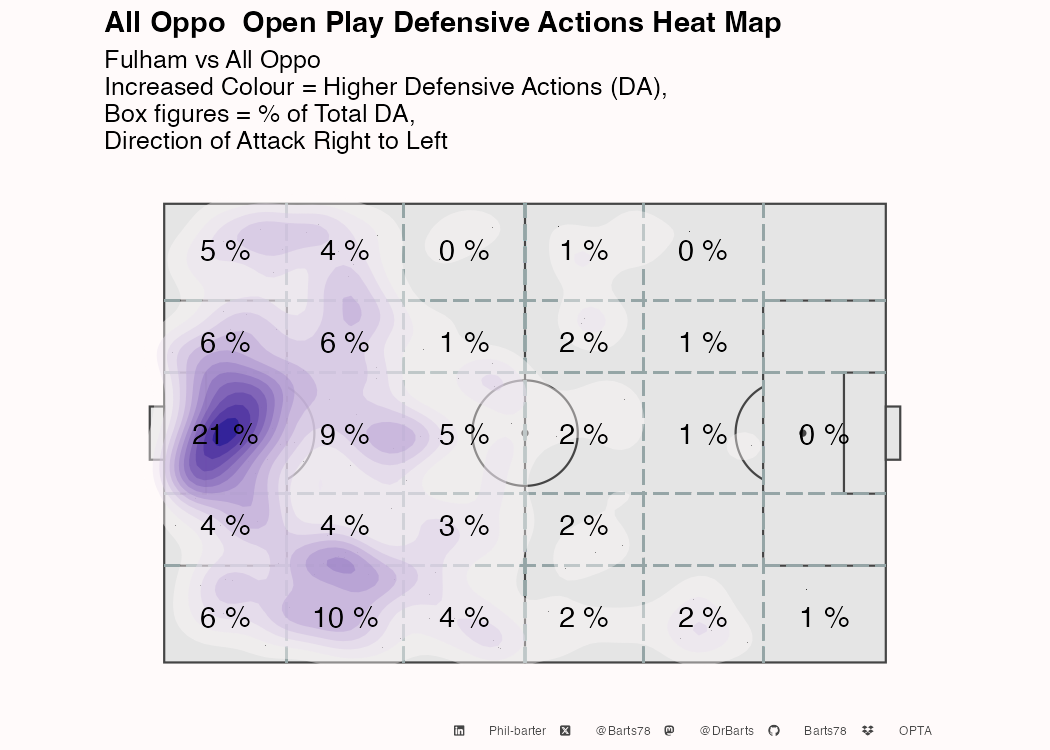 All Oppo  Open Play Defensive Actions Heat Map
Fulham vs All Oppo
Increased Colour = Higher Defensive Actions (DA),
Box figures = % of Total DA,
Direction of Attack Right to Left
5 % 4 % 0 % 1 % 0 %
6 % 6 % 1 % 2 % 1 %
21 % 9 % 5 % 2 % 1 % 0 %
4 % 4 % 3 % 2 %
6 % 10 % 4 % 2 % 2 % 1 %
Phil-barter @Barts78 @DrBarts Barts78 OPTA